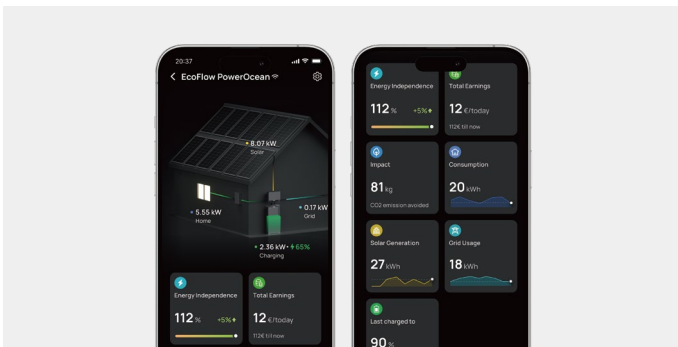 20:37
EcoFlow PowerOcean
8.07 kW
Solar
5.55 kW
Home
0.17 kW
Grid
2.36 kW • 65%
Charging
Energy Independence
112 % +5%
Total Earnings
12 €/today
112€ till now
Energy Independence
112 % +5%
Total Earnings
12 €/today
112€ till now
Impact
81 kg
CO2 emission avoided
Consumption
20 kWh
Solar Generation
27 kWh
Grid Usage
18 kWh
Last charged to
90 %